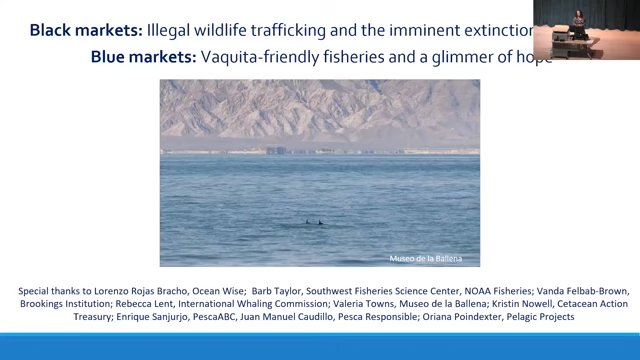 Black markets: Illegal wildlife trafficking and the imminent extinction
Blue markets: Vaquita-friendly fisheries and a glimmer of hope
Museo de la Ballena
Special thanks to Lorenzo Rojas Bracho, Ocean Wise; Barb Taylor, Southwest Fisheries Science Center, NOAA Fisheries; Vanda Felbab-Brown,
Brookings Institution; Rebecca Lent, International Whaling Commission; Valeria Towns, Museo de la Ballena; Kristin Nowell, Cetacean Action
Treasury; Enrique Sanjurjo, PescaABC, Juan Manuel Caudillo, Pesca Responsible; Oriana Poindexter, Pelagic Projects